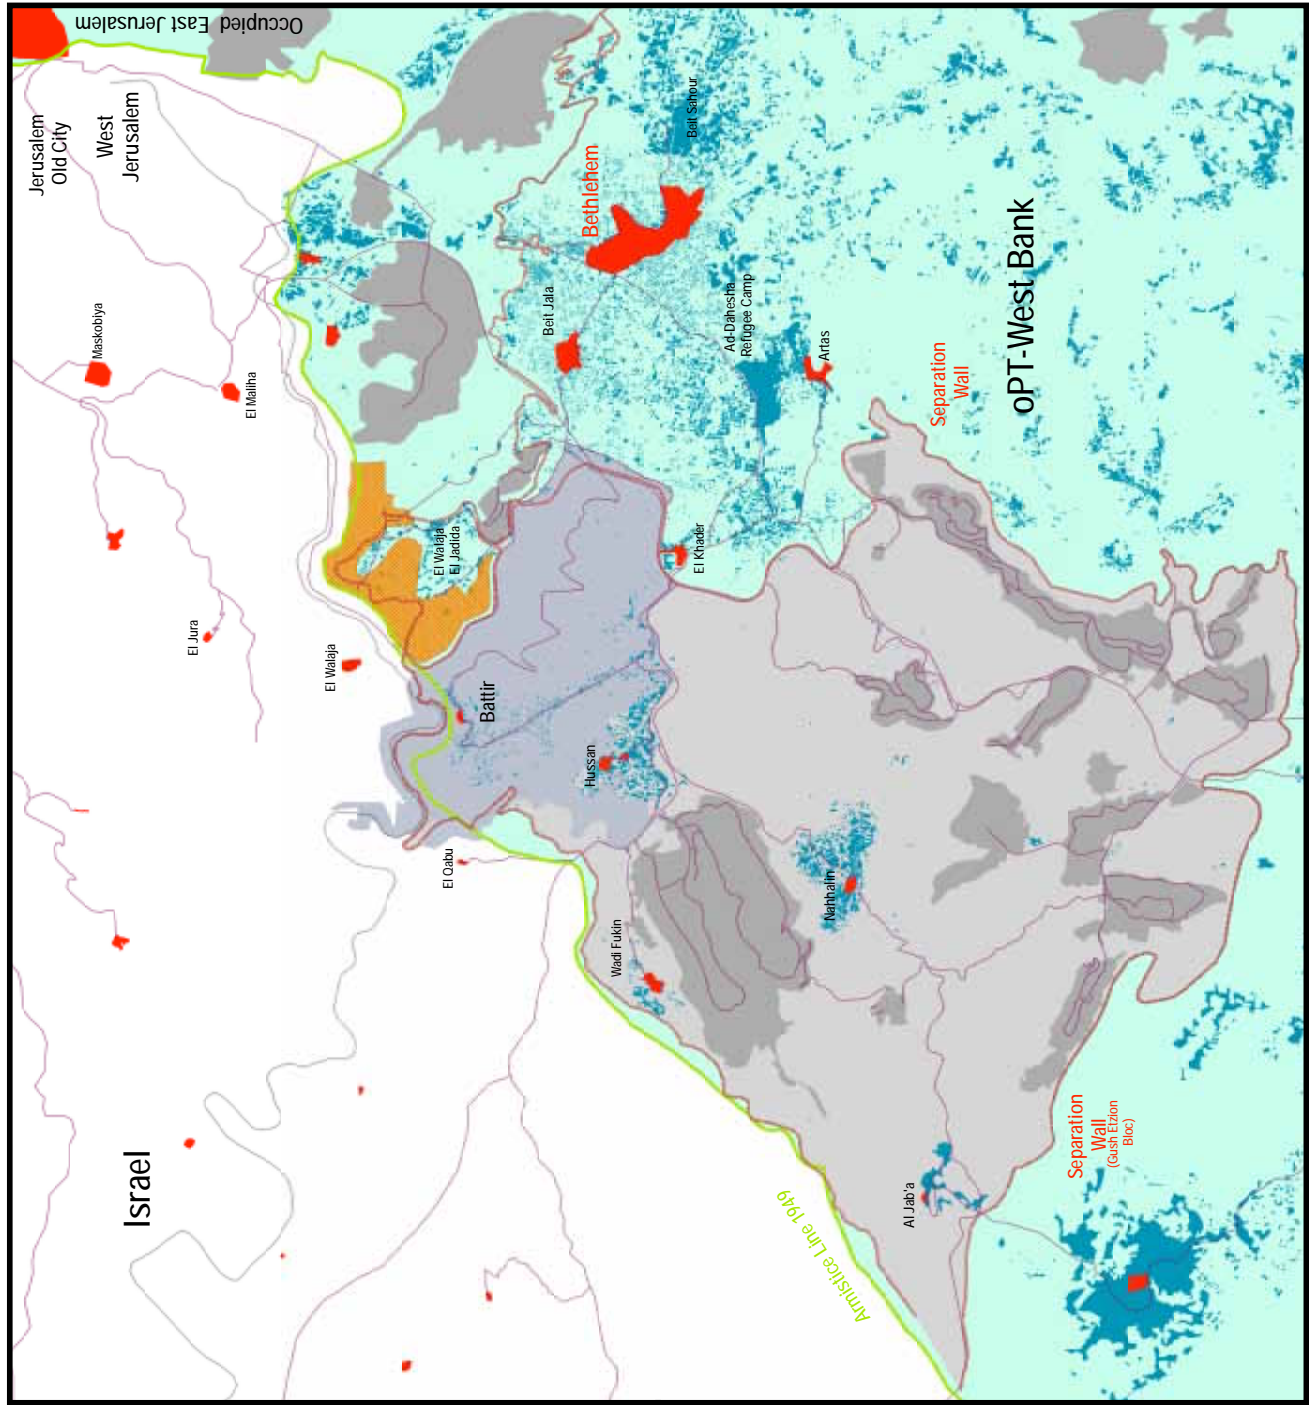 Occupied
East Jerusalem
Jerusalem
Old City
West
Jerusalem
Beit Sahour
Bethlehem
Maskobiya
El Maliha
Beit Jala
Ad-Dahesha
Refugee Camp
Artas
Separation
Wall
oPT-West Bank
El Walaja
El Jadida
El Khader
El Jura
El Walaja
Battir
Hussan
El Qabu
Nahhalin
Wadi Fukin
Israel
Armistice Line 1949
Al Jab'a
Separation
Wall
(Gush Etzion
Bloc)